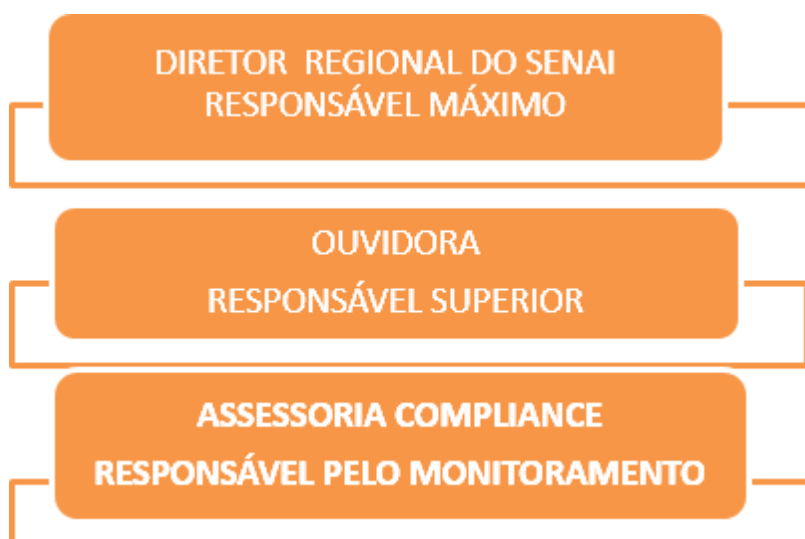 DIRETOR REGIONAL DO SENAI
RESPONSÁVEL MÁXIMO
OUVIDORA
RESPONSÁVEL SUPERIOR
ASSESSORIA COMPLIANCE
RESPONSÁVEL PELO MONITORAMENTO